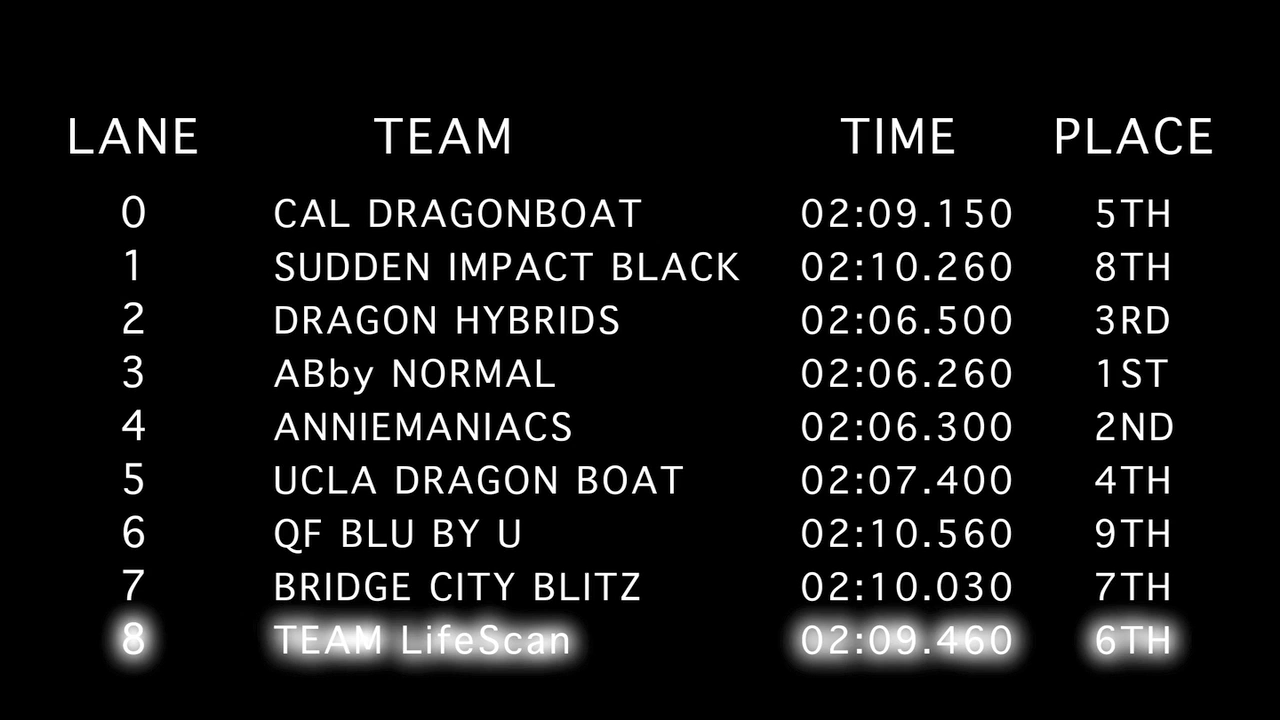 LANE TEAM TIME PLACE
0 CAL DRAGONBOAT 02:09.150 5TH
1 SUDDEN IMPACT BLACK 02:10.260 8TH
2 DRAGON HYBRIDS 02:06.500 3RD
3 ABby NORMAL 02:06.260 1ST
4 ANNIEMANIACS 02:06.300 2ND
5 UCLA DRAGON BOAT 02:07.400 4TH
6 QF BLU BY U 02:10.560 9TH
7 BRIDGE CITY BLITZ 02:10.030 7TH
8 TEAM LifeScan 02:09.460 6TH